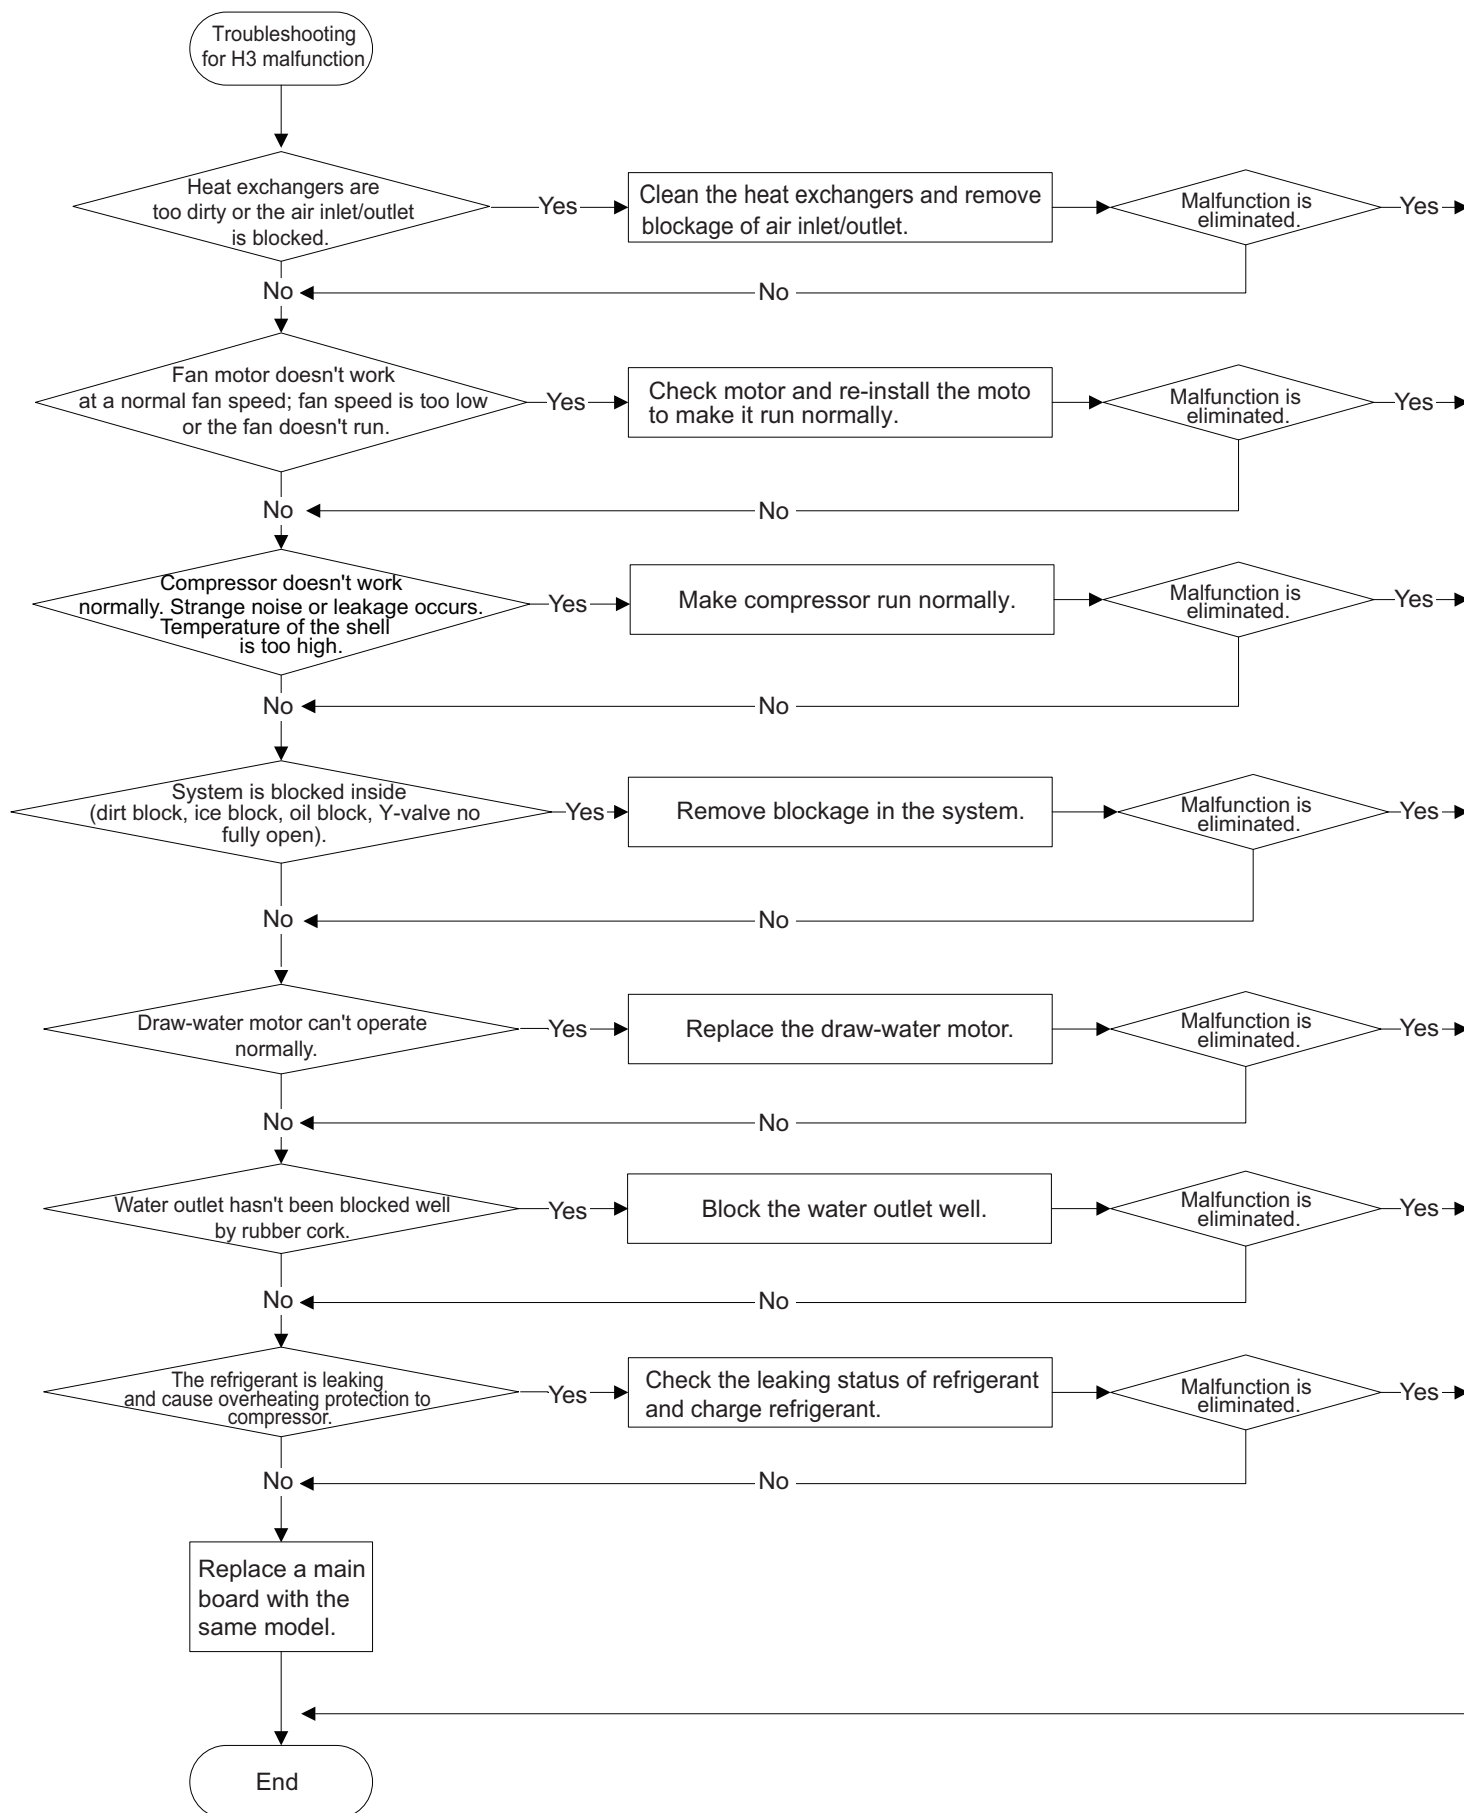 Troubleshooting
for H3 malfunction
Heat exchangers are
too dirty or the air inlet/outlet
is blocked.
Yes
Clean the heat exchangers and remove
blockage of air inlet/outlet.
Malfunction is
eliminated.
Yes
No
No
Fan motor doesn't work
at a normal fan speed; fan speed is too low
or the fan doesn't run.
Yes
Check motor and re-install the moto
to make it run normally.
Malfunction is
eliminated.
Yes
No
No
Compressor doesn't work
normally. Strange noise or leakage occurs.
Temperature of the shell
is too high.
Yes
Make compressor run normally.
Malfunction is
eliminated.
Yes
No
No
System is blocked inside
(dirt block, ice block, oil block, Y-valve no
fully open).
Yes
Remove blockage in the system.
Malfunction is
eliminated.
Yes
No
No
Draw-water motor can't operate
normally.
Yes
Replace the draw-water motor.
Malfunction is
eliminated.
Yes
No
No
Water outlet hasn't been blocked well
by rubber cork.
Yes
Block the water outlet well.
Malfunction is
eliminated.
Yes
No
No
The refrigerant is leaking
and cause overheating protection to
compressor.
Yes
Check the leaking status of refrigerant
and charge refrigerant.
Malfunction is
eliminated.
Yes
No
No
Replace a main
board with the
same model.
End